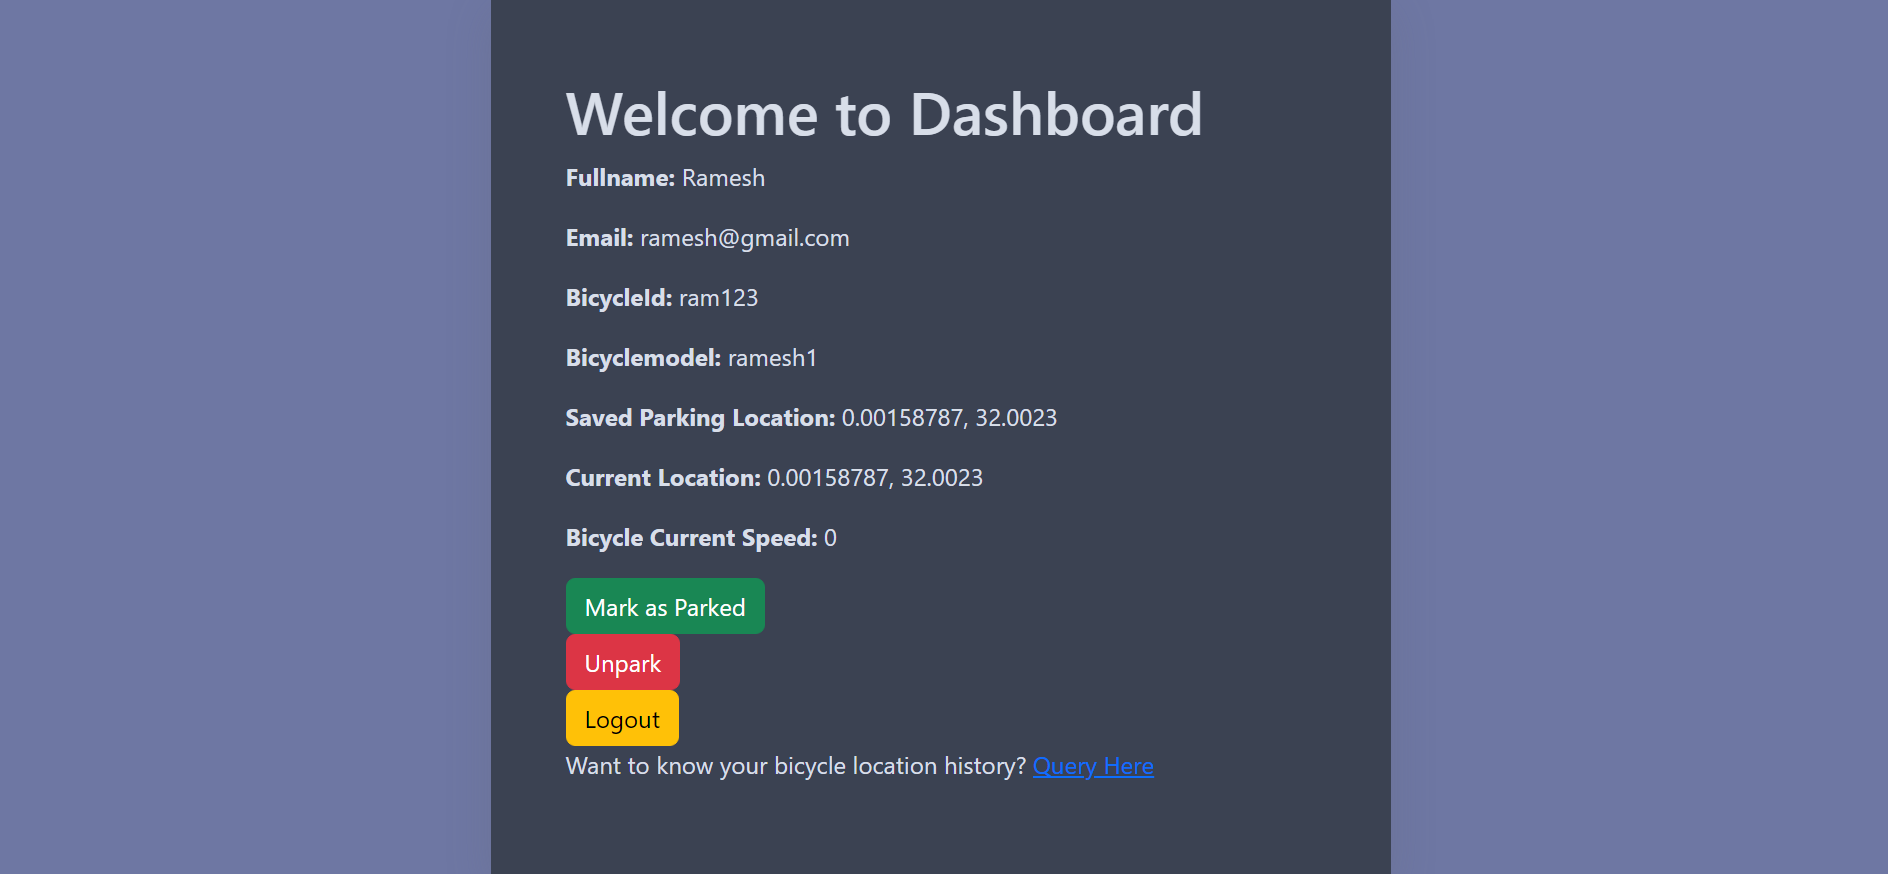 Welcome to Dashboard
Fullname: Ramesh
Email: ramesh@gmail.com
BicycleId: ram123
Bicyclemodel: ramesh1
Saved Parking Location: 0.00158787, 32.0023
Current Location: 0.00158787, 32.0023
Bicycle Current Speed: 0
Mark as Parked
Unpark
Logout
Want to know your bicycle location history? Query Here